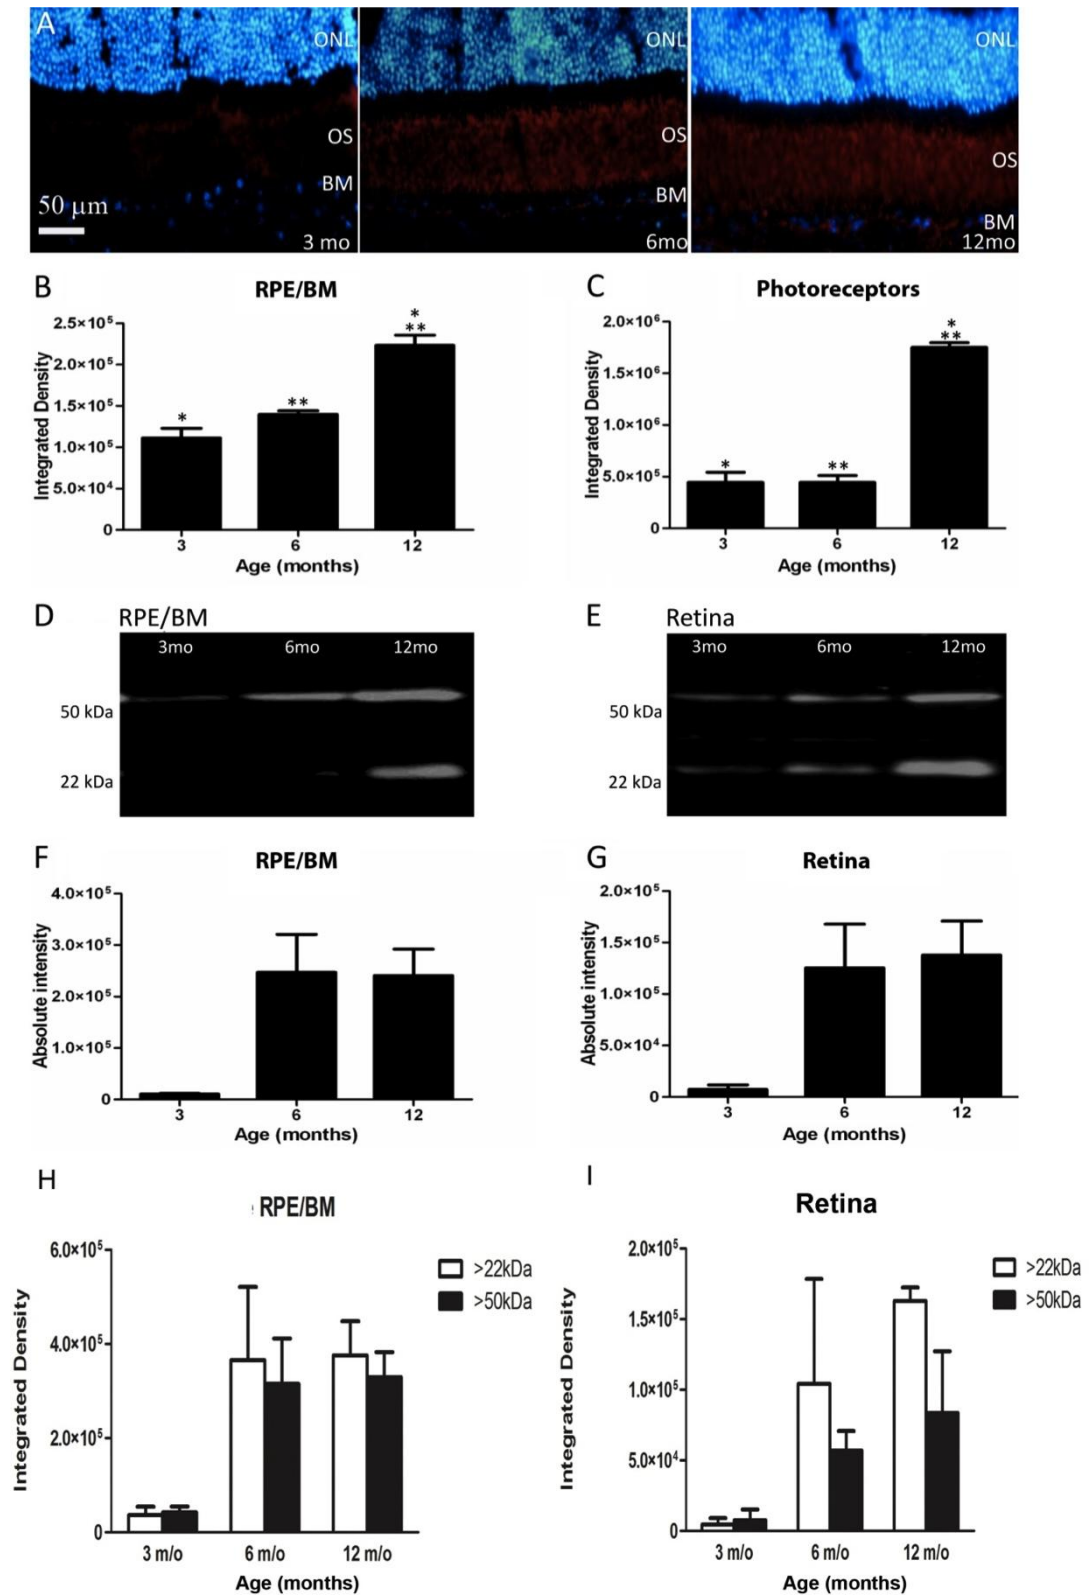 A
ONL
OS
BM
50 µm
3 mo
ONL
OS
BM
6mo
ONL
OS
BM
12mo
B
RPE/BM
Integrated Density
2.5×10⁵
2.0×10⁵
1.5×10⁵
1.0×10⁵
5.0×10⁴
0
*
**
*
**
3 6 12
Age (months)
C
Photoreceptors
Integrated Density
2.0×10⁶
1.5×10⁶
1.0×10⁶
5.0×10⁵
0
*
**
*
**
3 6 12
Age (months)
D
RPE/BM
3mo 6mo 12mo
50 kDa
22 kDa
E
Retina
3mo 6mo 12mo
50 kDa
22 kDa
F
RPE/BM
Absolute intensity
4.0×10⁵
3.0×10⁵
2.0×10⁵
1.0×10⁵
0
3 6 12
Age (months)
G
Retina
Absolute intensity
2.0×10⁵
1.5×10⁵
1.0×10⁵
5.0×10⁴
0
3 6 12
Age (months)
H
RPE/BM
Integrated Density
6.0×10⁵
4.0×10⁵
2.0×10⁵
0
>22kDa
>50kDa
3 m/o 6 m/o 12 m/o
Age (months)
I
Retina
Integrated Density
2.0×10⁵
1.5×10⁵
1.0×10⁵
5.0×10⁴
0
>22kDa
>50kDa
3 m/o 6 m/o 12 m/o
Age (months)